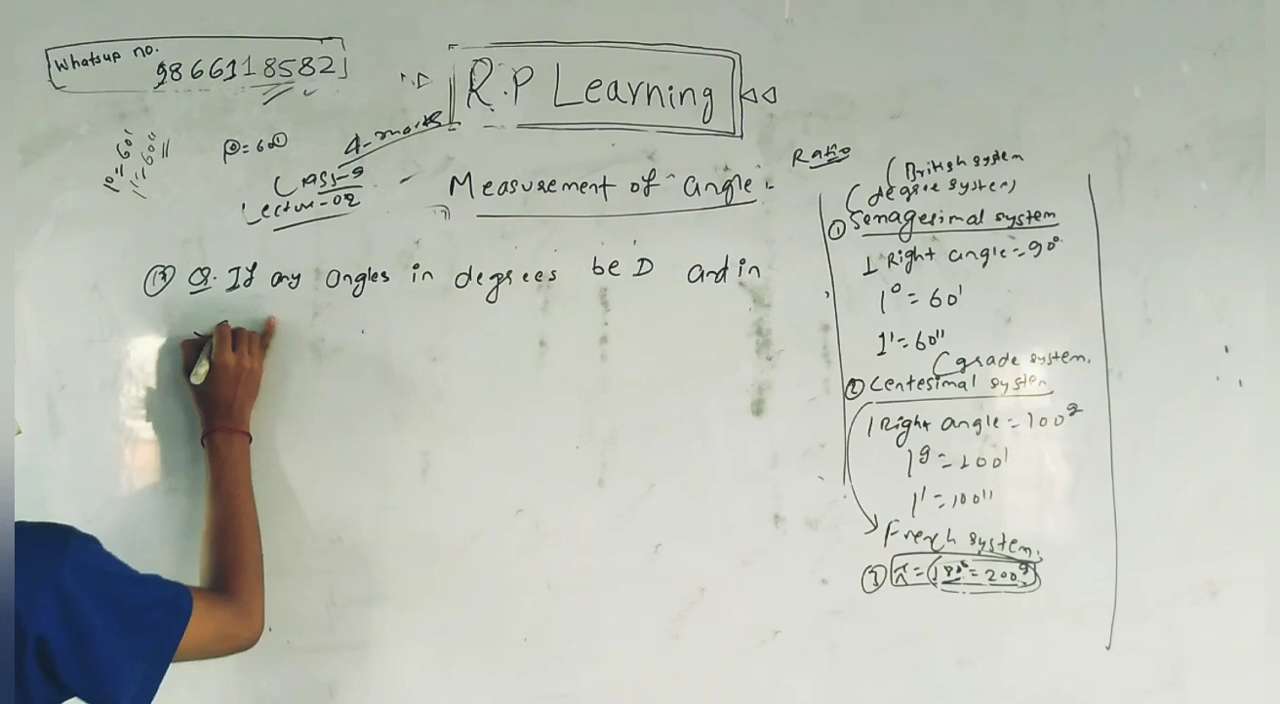 Whatsup no.
9866118582
R.P Learning
1°=60'
1'=60''
4-marks
Class-9
Lecture-02
Measurement of angle.
Q. If any angles in degrees be D and in
Ratio
(British system
(degree system)
① Senagesimal system
1 Right angle=90°
1°=60'
1'=60''
(grade system.
② Centesimal system
1 Right angle=100g
1g=100'
1'=100''
French system.
③ π=180°=200g